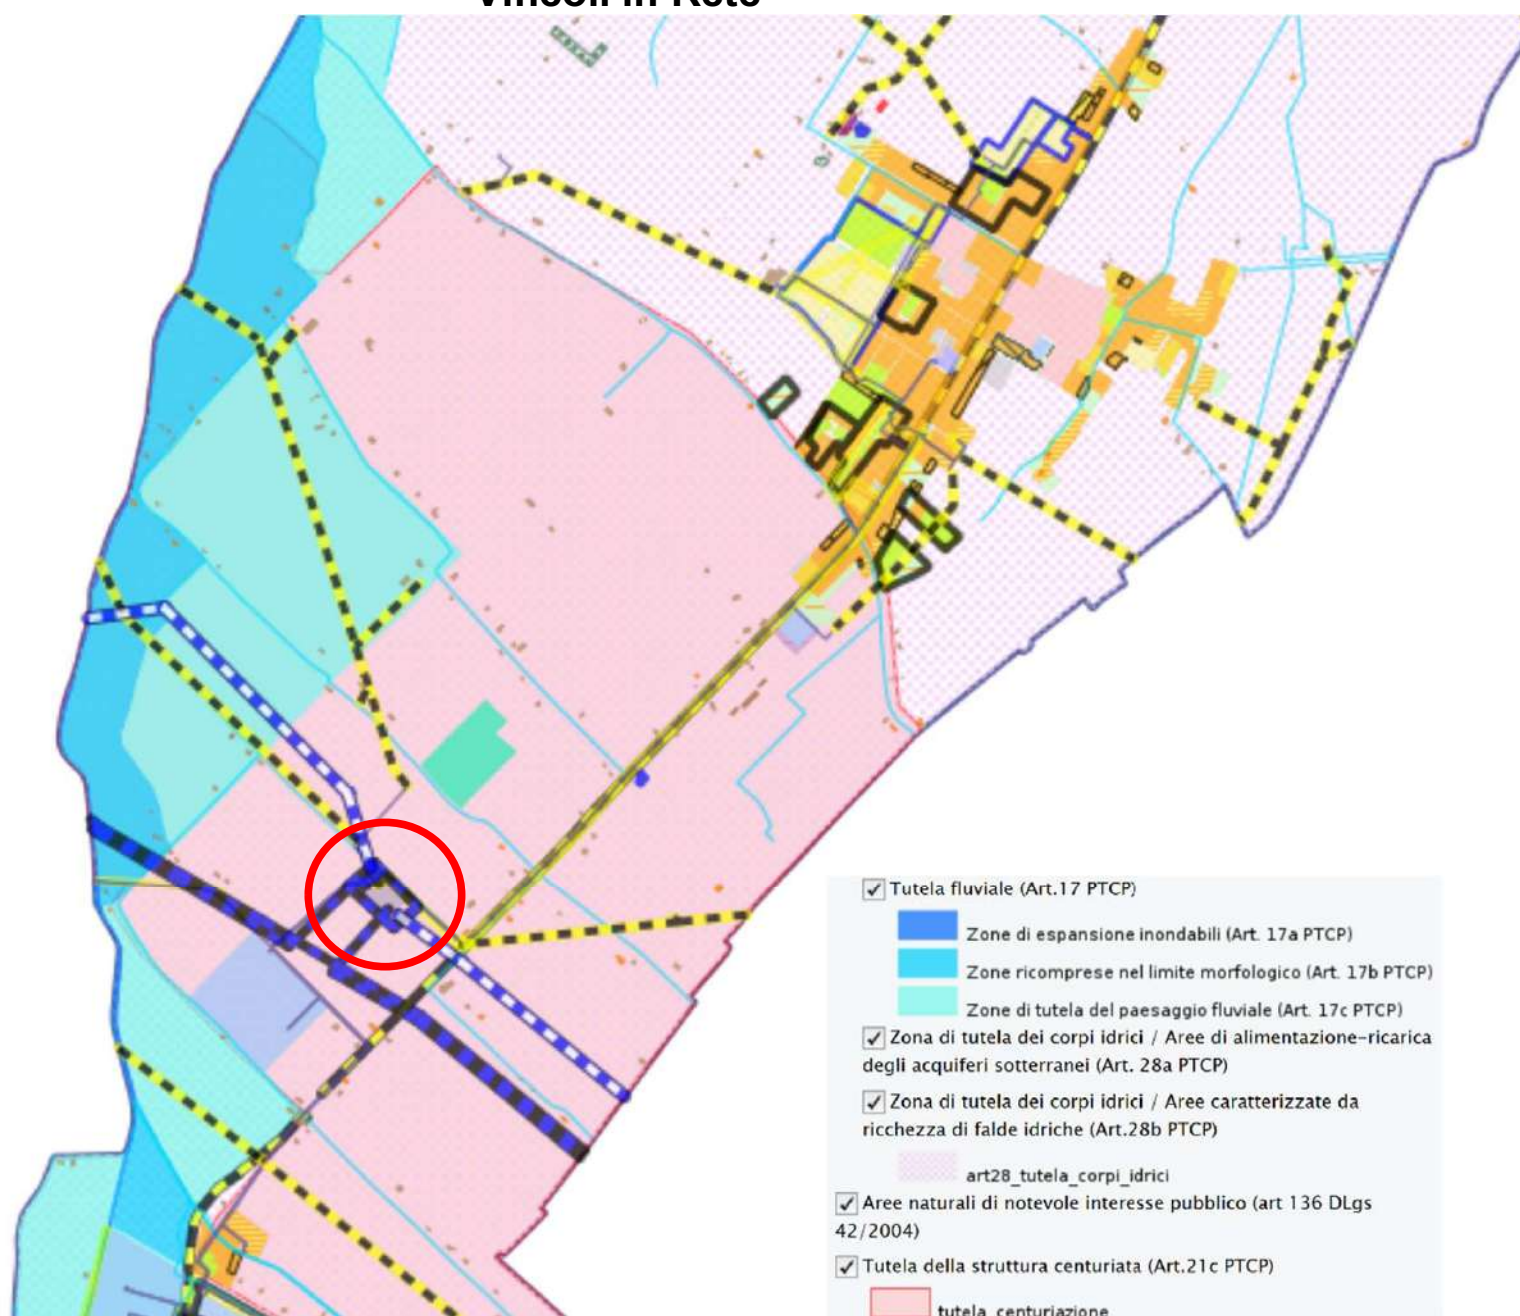 Vincoli in Rete
Tutela fluviale (Art.17 PTCP)
Zone di espansione inondabili (Art. 17a PTCP)
Zone ricomprese nel limite morfologico (Art. 17b PTCP)
Zone di tutela del paesaggio fluviale (Art. 17c PTCP)
Zona di tutela dei corpi idrici / Aree di alimentazione-ricarica
degli acquiferi sotterranei (Art. 28a PTCP)
Zona di tutela dei corpi idrici / Aree caratterizzate da
ricchezza di falde idriche (Art.28b PTCP)
art28_tutela_corpi_idrici
Aree naturali di notevole interesse pubblico (art 136 DLgs
42/2004)
Tutela della struttura centuriata (Art.21c PTCP)
tutela_centuriazione